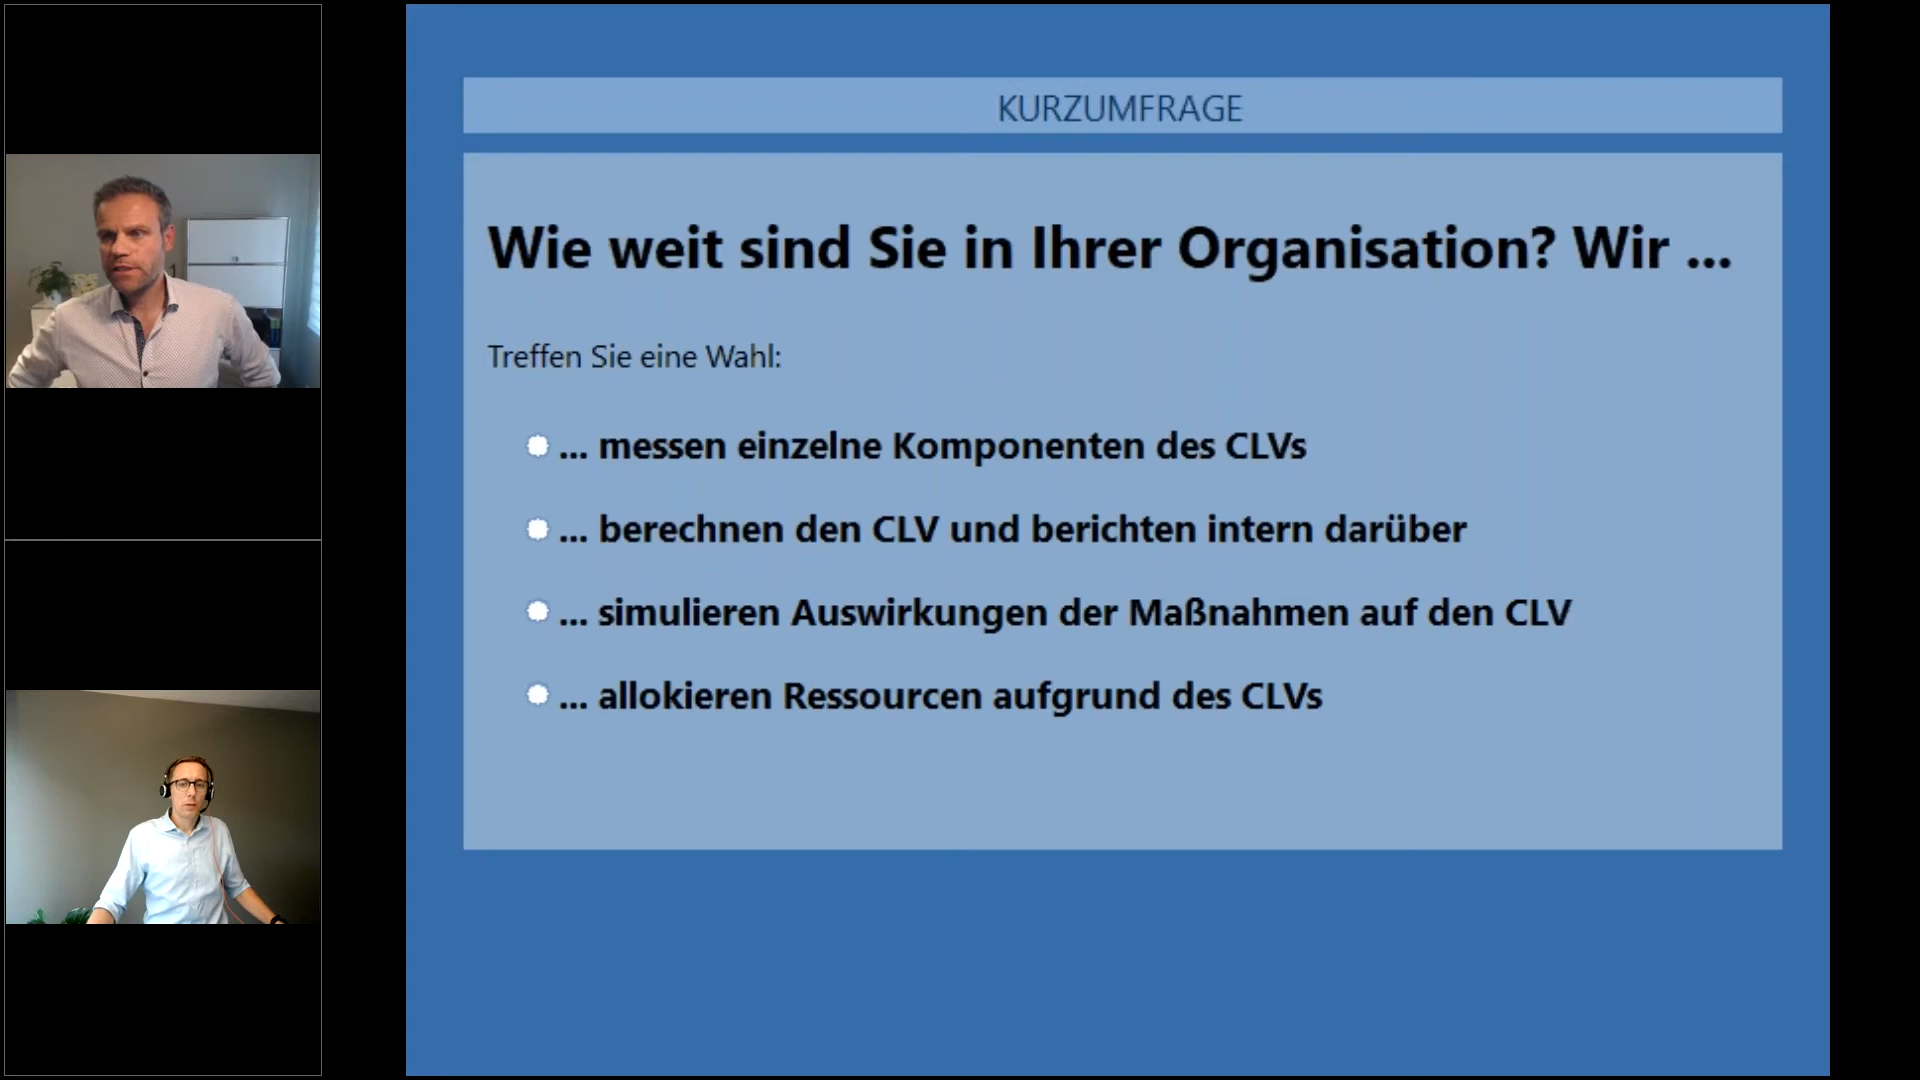 KURZUMFRAGE
Wie weit sind Sie in Ihrer Organisation? Wir ...
Treffen Sie eine Wahl:
... messen einzelne Komponenten des CLVs
... berechnen den CLV und berichten intern darüber
... simulieren Auswirkungen der Maßnahmen auf den CLV
... allokieren Ressourcen aufgrund des CLVs